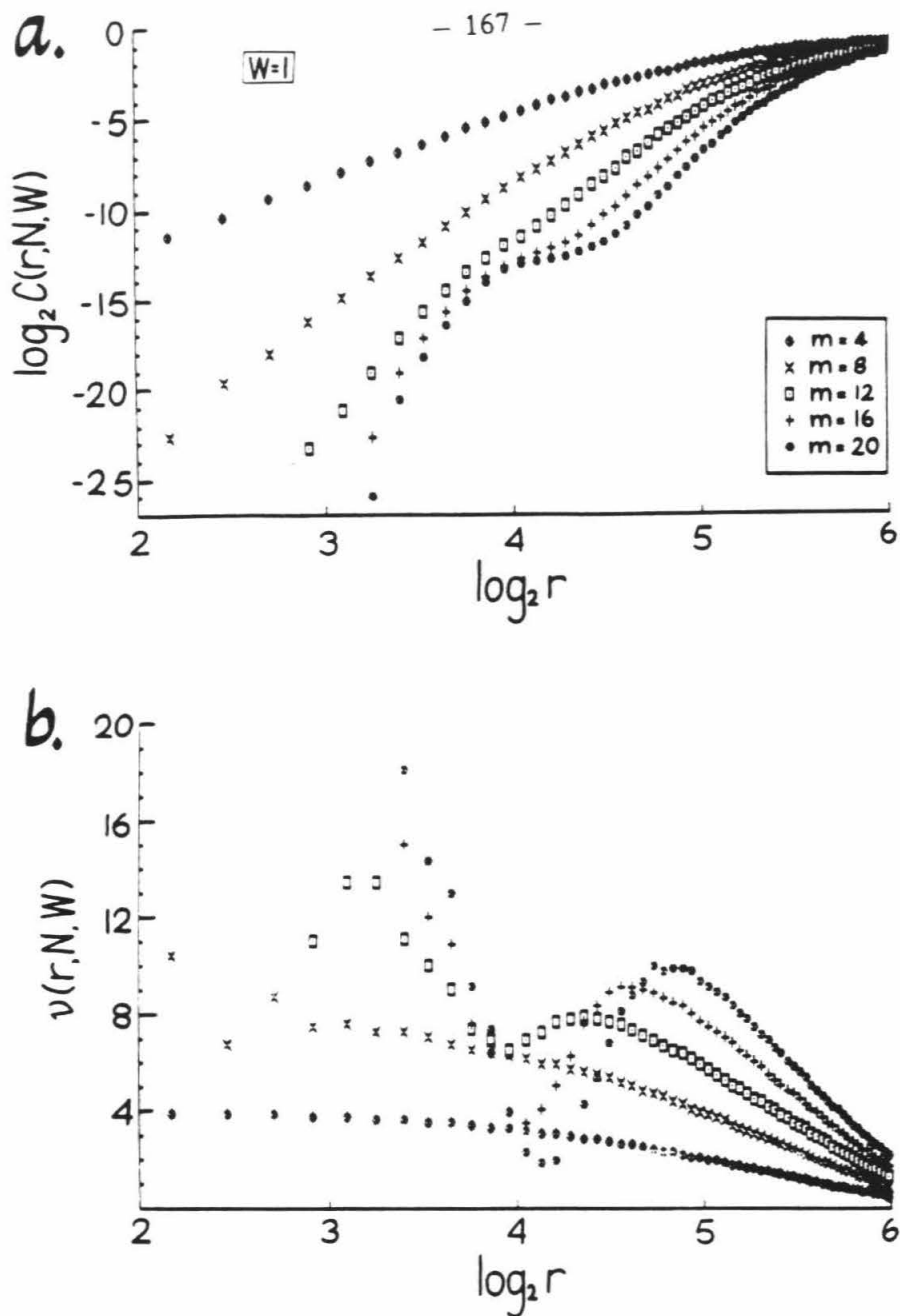 – 167 –
a.
W=1
0
-5
-10
-15
-20
-25
log₂ C(r,N,W)
m = 4
m = 8
m = 12
m = 16
m = 20
2 3 4 5 6
log₂ r
b.
20
16
12
8
4
ν(r,N,W)
2 3 4 5 6
log₂ r